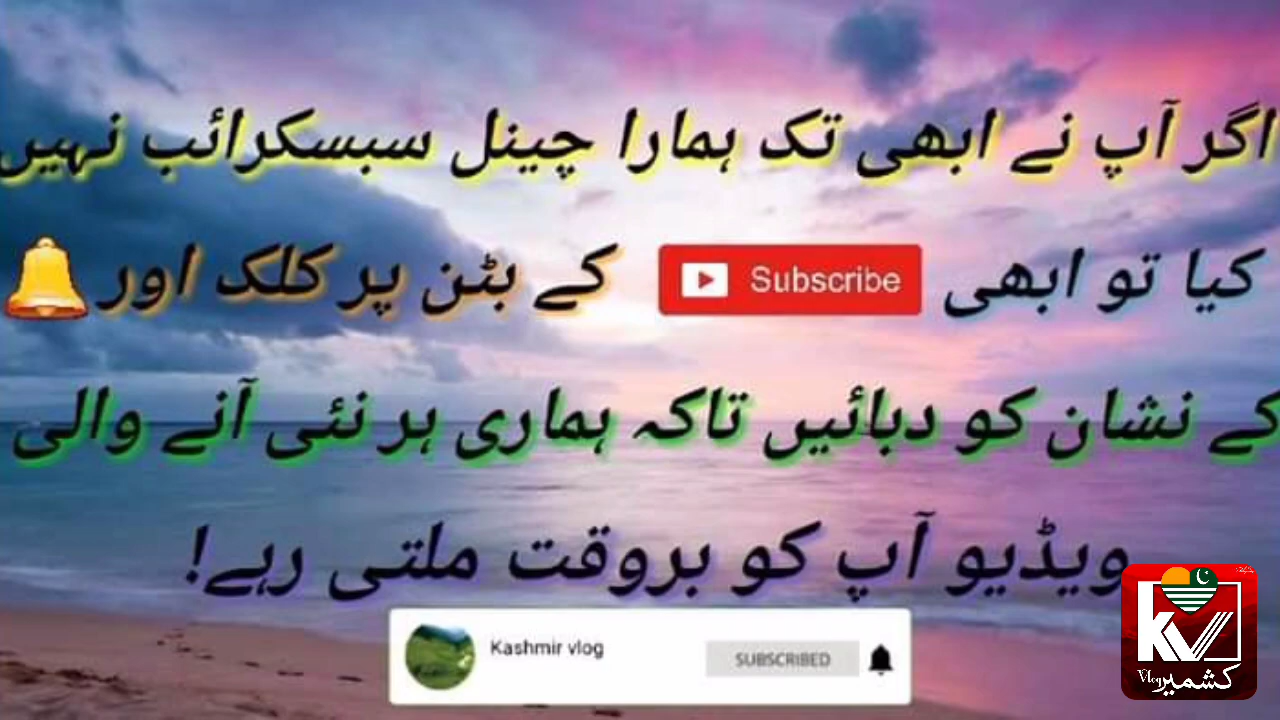 اگر آپ نے ابھی تک ہمارا چینل سبسکرائب نہیں
کیا تو ابھی Subscribe کے بٹن پر کلک اور
کے نشان کو دبائیں تاکہ ہماری ہر نئی آنے والی
ویڈیو آپ کو بروقت ملتی رہے!
Kashmir vlog SUBSCRIBED
KV
کشمیر Vlog